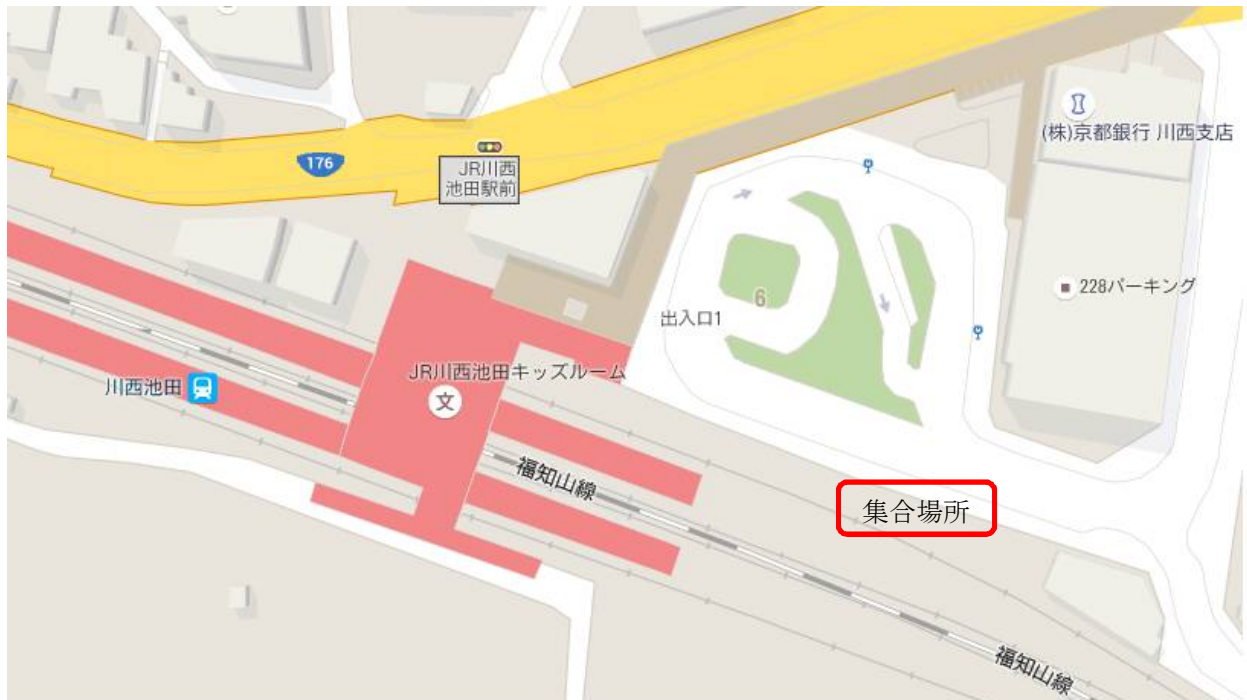 (株)京都銀行 川西支店
176
JR川西
池田駅前
228パーキング
6
出入口1
JR川西池田キッズルーム
川西池田
文
福知山線
集合場所
福知山線